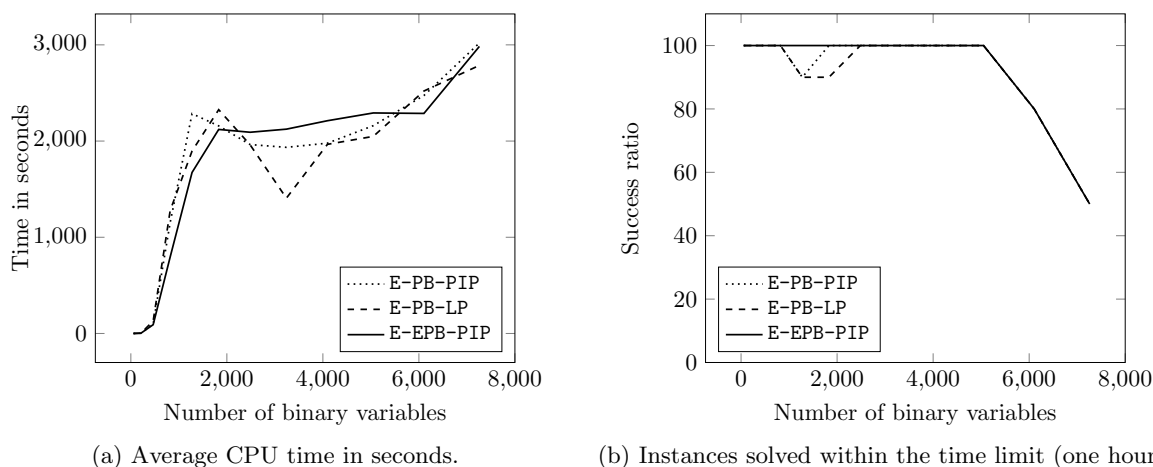 3,000
2,000
1,000
0
Time in seconds
0 2,000 4,000 6,000 8,000
Number of binary variables
E-PB-PIP
E-PB-LP
E-EPB-PIP
(a) Average CPU time in seconds.
100
80
60
40
20
0
Success ratio
0 2,000 4,000 6,000 8,000
Number of binary variables
E-PB-PIP
E-PB-LP
E-EPB-PIP
(b) Instances solved within the time limit (one hour